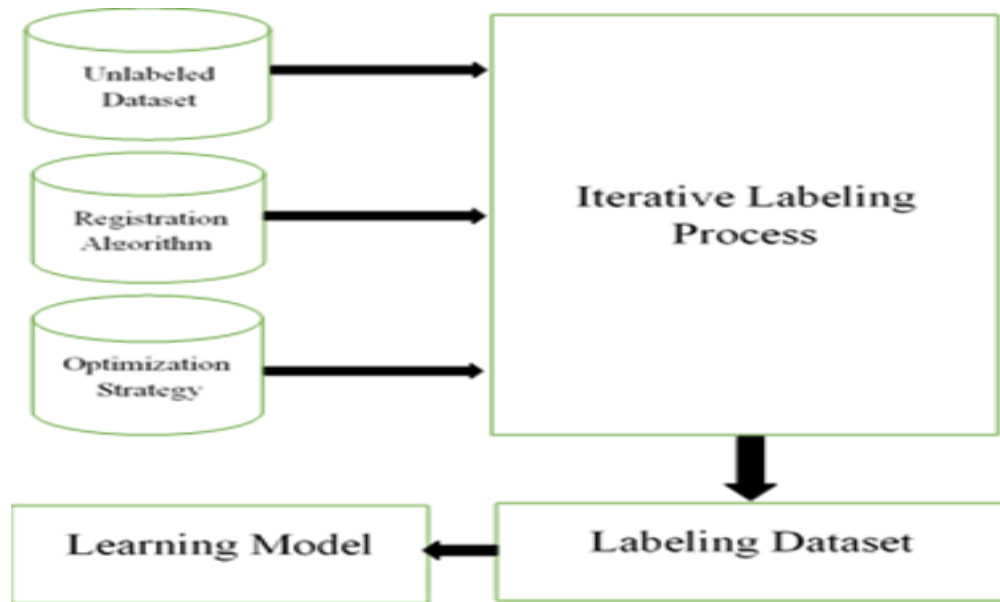 Unlabeled
Dataset
Registration
Algorithm
Optimization
Strategy
Iterative Labeling
Process
Labeling Dataset
Learning Model